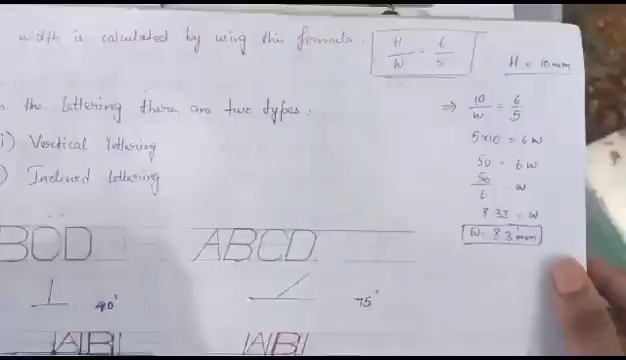 width is calculated by using this formula. H/W = 6/5
H = 10mm
the lettering there are two types:
i) Vertical lettering
) Inclined lettering
⇒ 10/W = 6/5
5×10 = 6W
50 = 6W
50/6 = W
8.33 = W
W = 8.3mm
BCD ABCD
90° 75°
ABI ABI